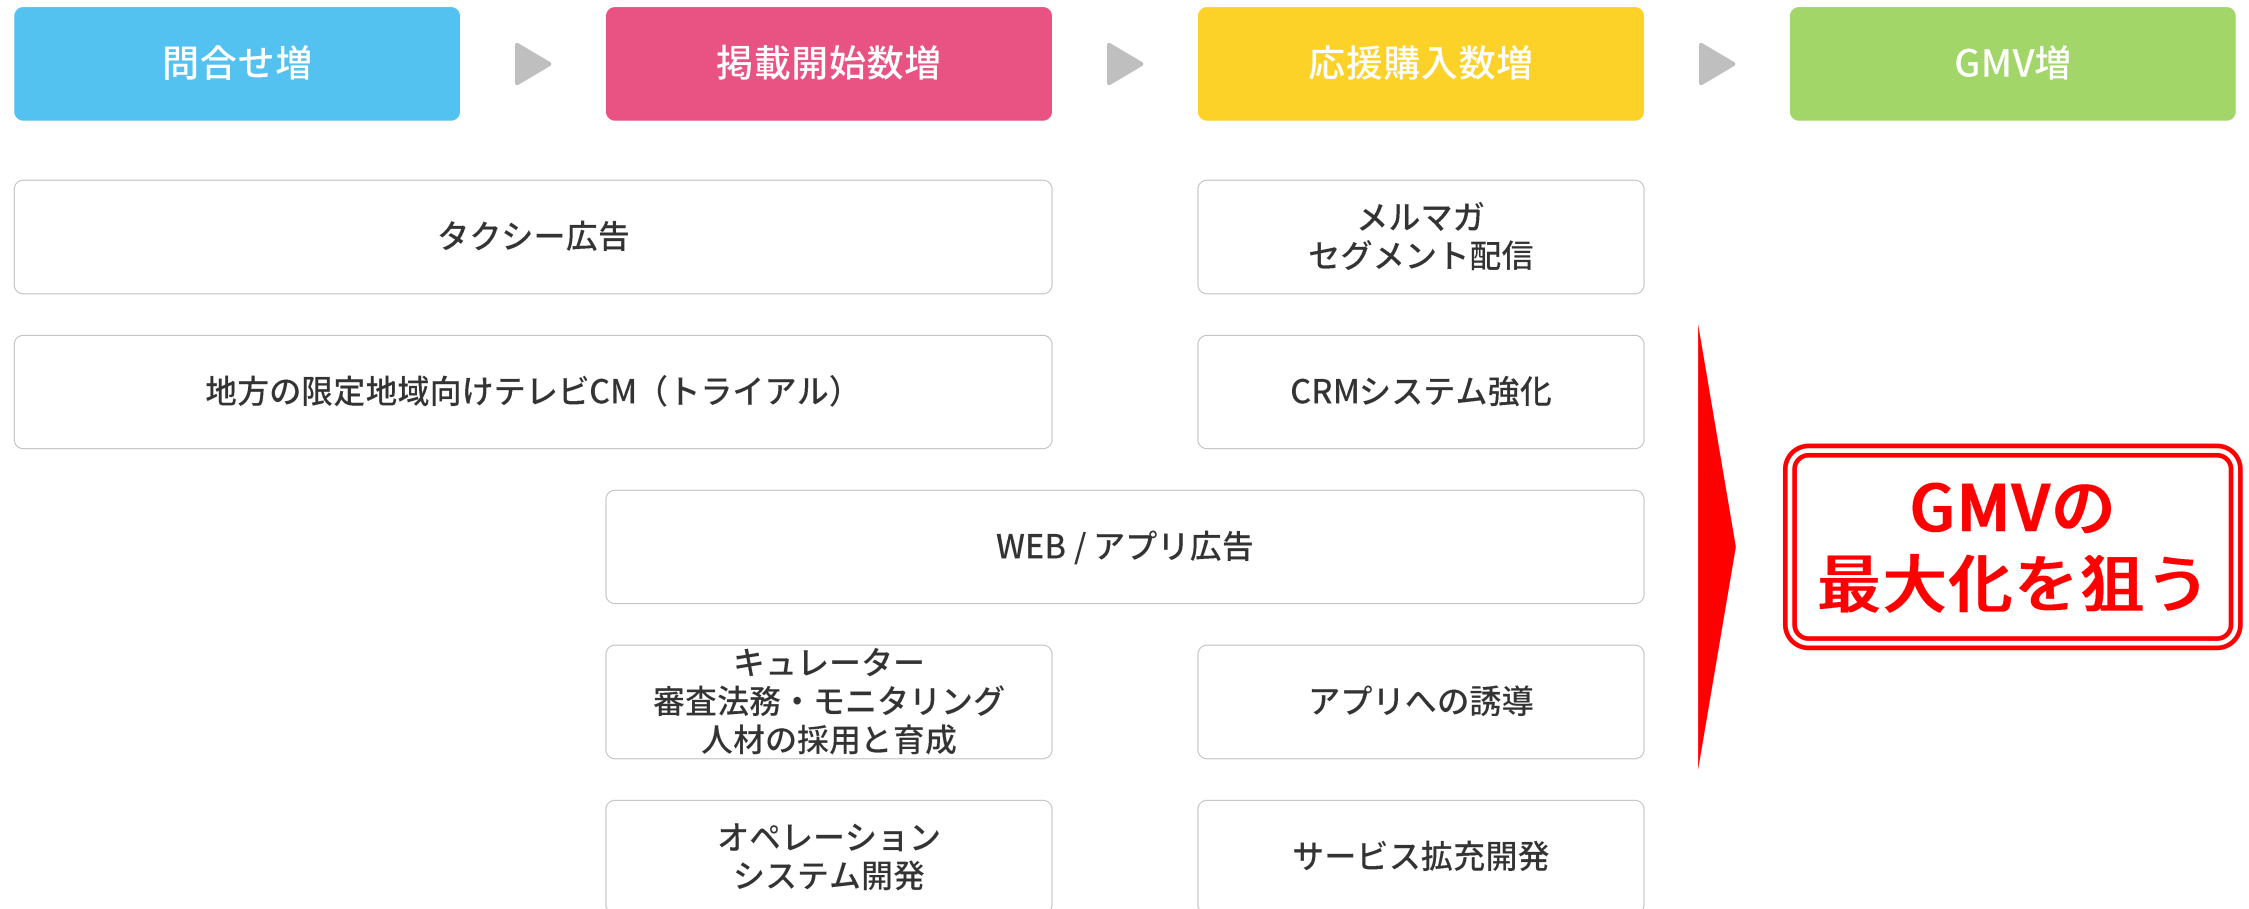 問合せ増
掲載開始数増
応援購入数増
GMV増
タクシー広告
メルマガ
セグメント配信
地方の限定地域向けテレビCM（トライアル）
CRMシステム強化
WEB / アプリ広告
キュレーター
審査法務・モニタリング
人材の採用と育成
アプリへの誘導
オペレーション
システム開発
サービス拡充開発
GMVの
最大化を狙う